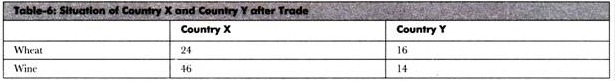 Table-6: Situation of Country X and Country Y after Trade
Country X Country Y
Wheat 24 16
Wine 46 14